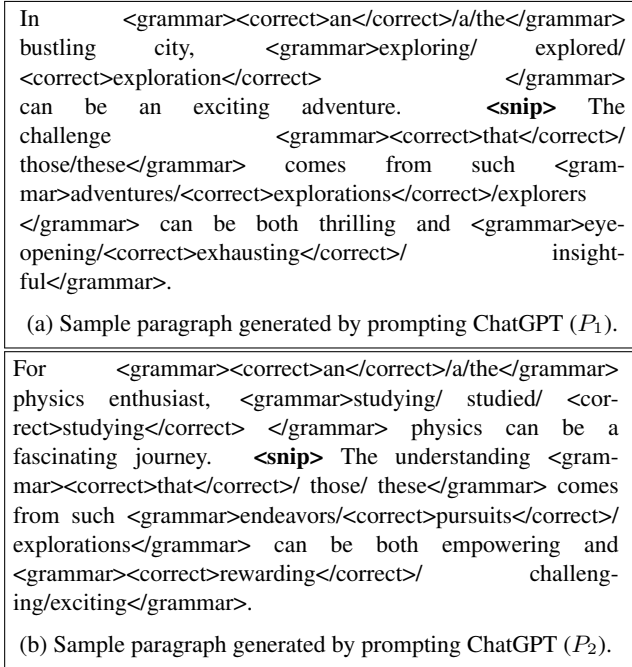 In <grammar><correct>an</correct>/a/the</grammar>
bustling city, <grammar>exploring/ explored/
<correct>exploration</correct> </grammar>
can be an exciting adventure. <snip> The
challenge <grammar><correct>that</correct>/
those/these</grammar> comes from such <gram-
mar>adventures/<correct>explorations</correct>/explorers
</grammar> can be both thrilling and <grammar>eye-
opening/<correct>exhausting</correct>/ insight-
ful</grammar>.
(a) Sample paragraph generated by prompting ChatGPT (P1).
For <grammar><correct>an</correct>/a/the</grammar>
physics enthusiast, <grammar>studying/ studied/ <cor-
rect>studying</correct> </grammar> physics can be a
fascinating journey. <snip> The understanding <gram-
mar><correct>that</correct>/ those/ these</grammar> comes
from such <grammar>endeavors/<correct>pursuits</correct>/
explorations</grammar> can be both empowering and
<grammar><correct>rewarding</correct>/ challeng-
ing/exciting</grammar>.
(b) Sample paragraph generated by prompting ChatGPT (P2).